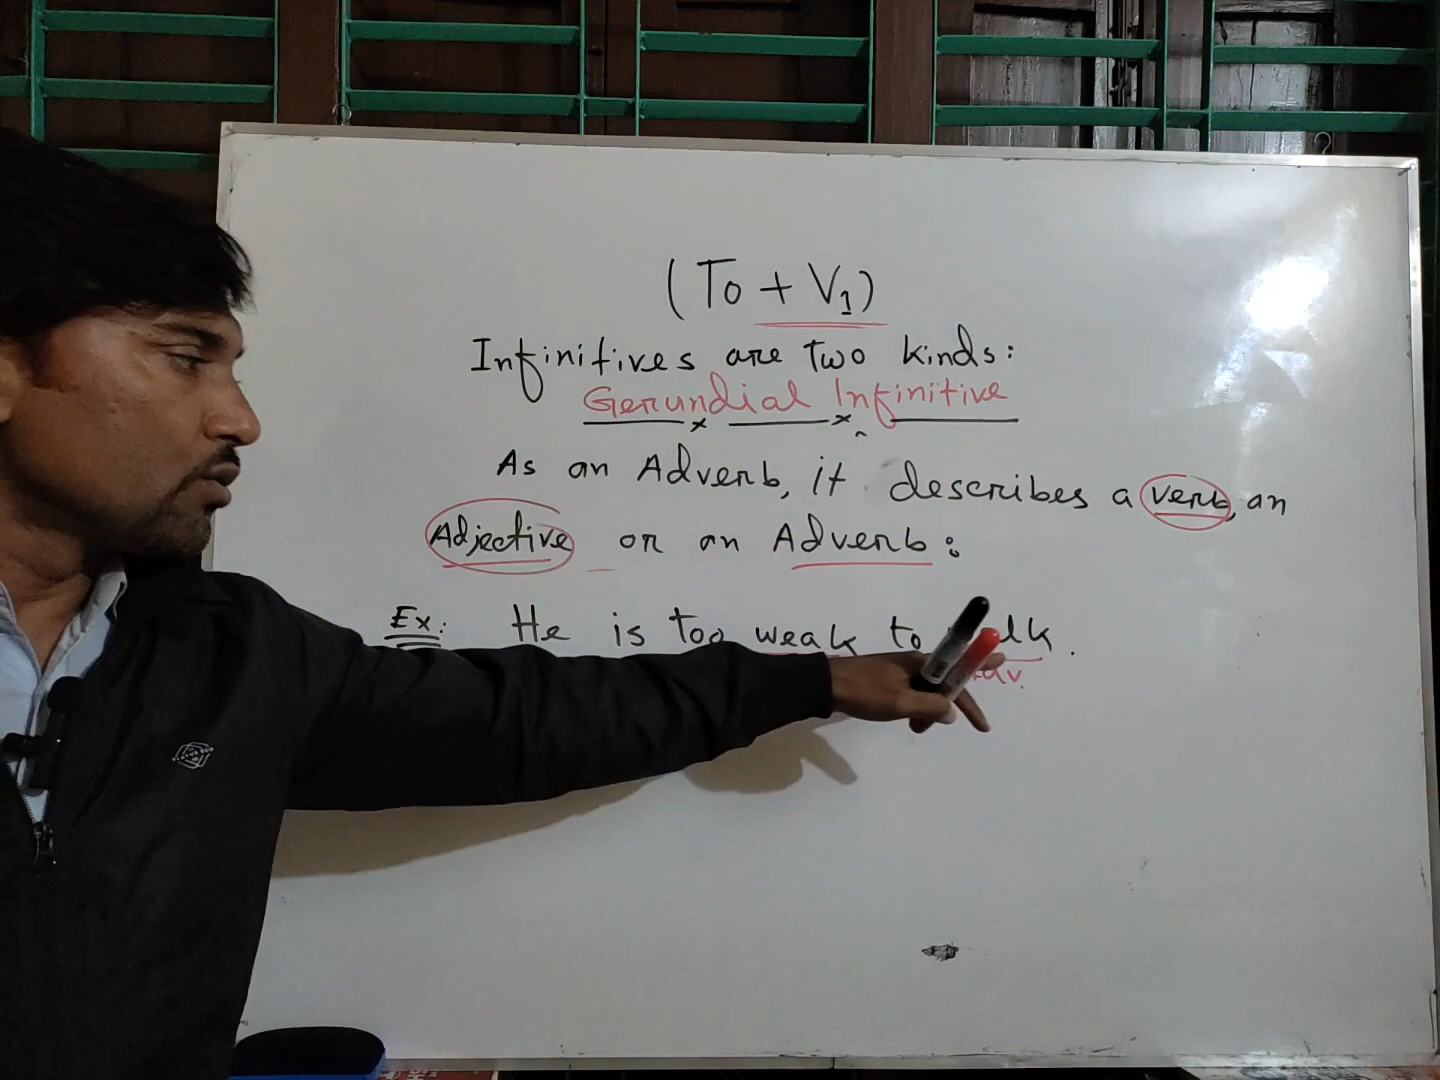 (To + V1)
Infinitives are Two kinds:
Gerundial Infinitive
As an Adverb, it describes a verb, an
Adjective or an Adverb:
Ex: He is too weak to